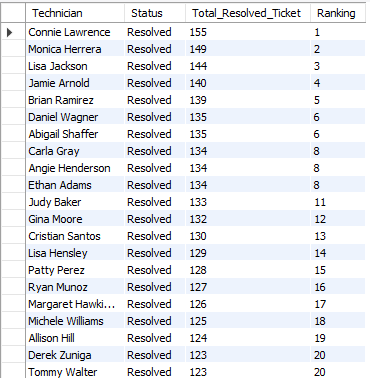 Technician Status Total_Resolved_Ticket Ranking
Connie Lawrence Resolved 155 1
Monica Herrera Resolved 149 2
Lisa Jackson Resolved 144 3
Jamie Arnold Resolved 140 4
Brian Ramirez Resolved 139 5
Daniel Wagner Resolved 135 6
Abigail Shaffer Resolved 135 6
Carla Gray Resolved 134 8
Angie Henderson Resolved 134 8
Ethan Adams Resolved 134 8
Judy Baker Resolved 133 11
Gina Moore Resolved 132 12
Cristian Santos Resolved 130 13
Lisa Hensley Resolved 129 14
Patty Perez Resolved 128 15
Ryan Munoz Resolved 127 16
Margaret Hawki... Resolved 126 17
Michele Williams Resolved 125 18
Allison Hill Resolved 124 19
Derek Zuniga Resolved 123 20
Tommy Walter Resolved 123 20